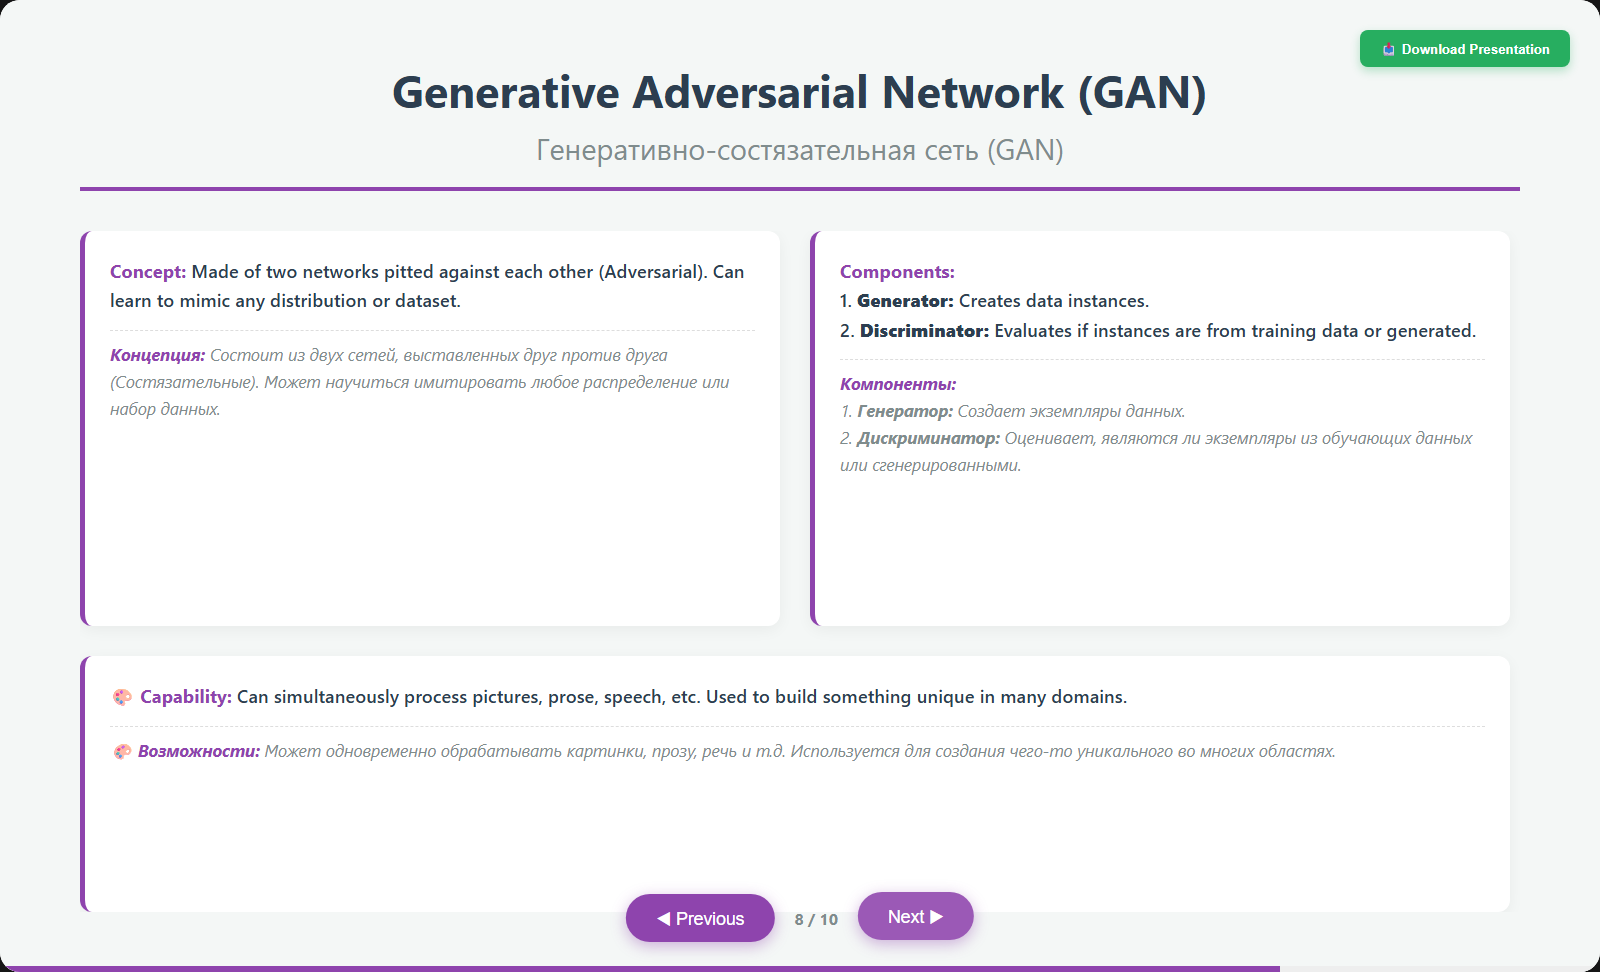 Download Presentation
Generative Adversarial Network (GAN)
Генеративно-состязательная сеть (GAN)
Concept: Made of two networks pitted against each other (Adversarial). Can
learn to mimic any distribution or dataset.
Концепция: Состоит из двух сетей, выставленных друг против друга
(Состязательные). Может научиться имитировать любое распределение или
набор данных.
Components:
1. Generator: Creates data instances.
2. Discriminator: Evaluates if instances are from training data or generated.
Компоненты:
1. Генератор: Создает экземпляры данных.
2. Дискриминатор: Оценивает, являются ли экземпляры из обучающих данных
или сгенерированными.
🎨 Capability: Can simultaneously process pictures, prose, speech, etc. Used to build something unique in many domains.
🎨 Возможности: Может одновременно обрабатывать картинки, прозу, речь и т.д. Используется для создания чего-то уникального во многих областях.
◀ Previous
8 / 10
Next ▶